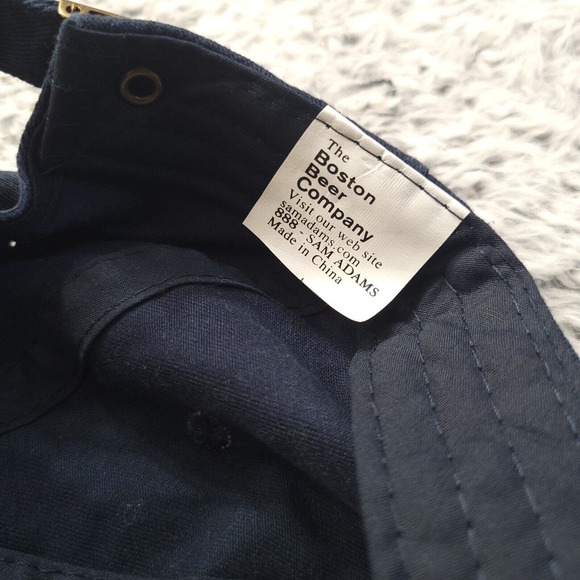 The
Boston
Beer
Company
Visit our web site
samadams.com
888 - SAM ADAMS
Made in China